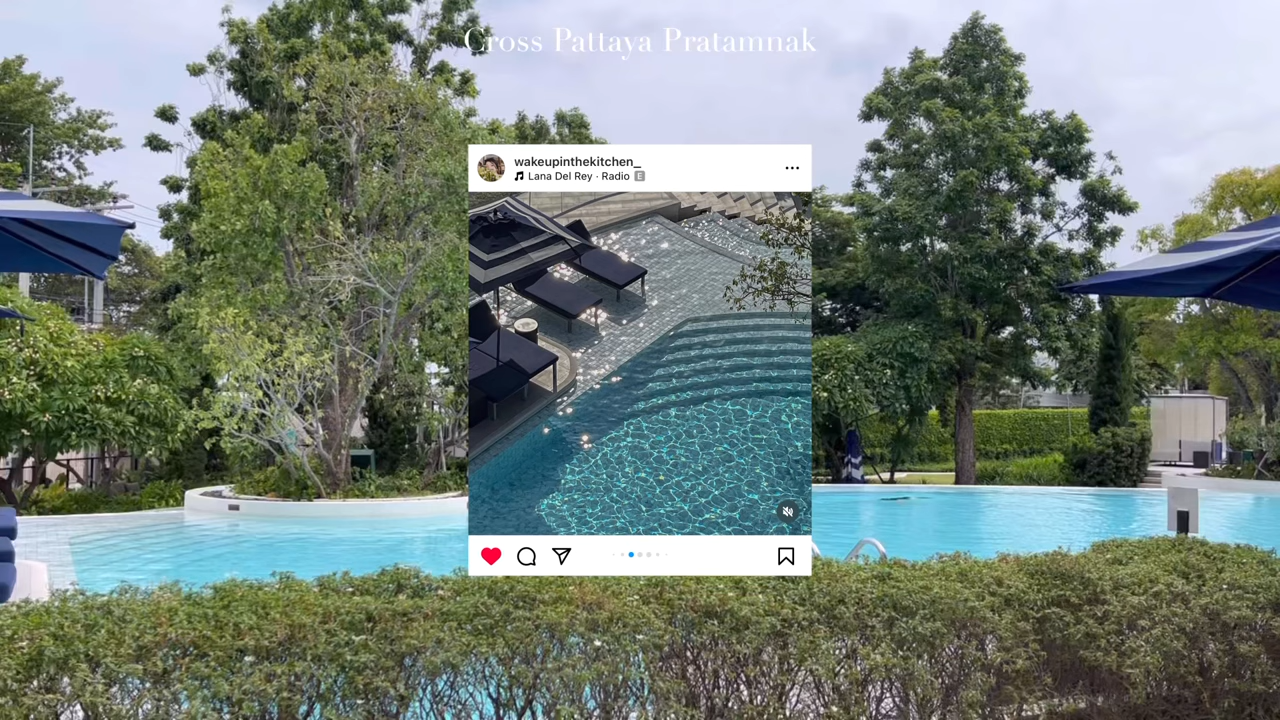 Cross Pattaya Pratamnak
wakeupinthekitchen_
Lana Del Rey · Radio E